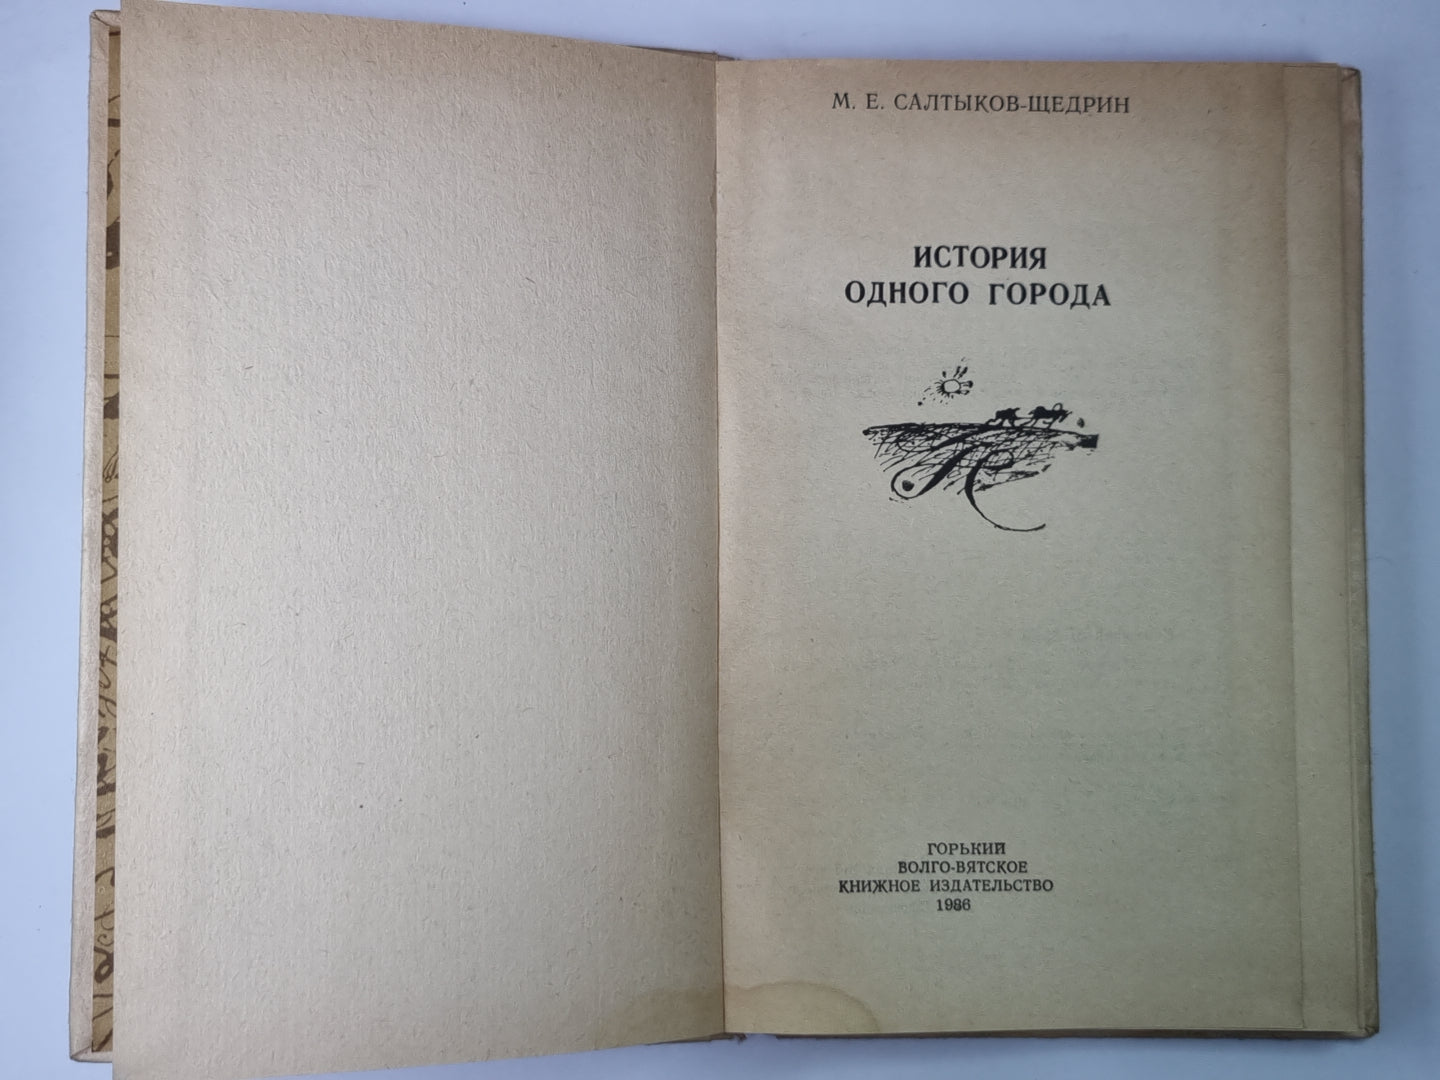 М. Е. САЛТЫКОВ-ЩЕДРИН
ИСТОРИЯ
ОДНОГО ГОРОДА
ГОРЬКИЙ
ВОЛГО-ВЯТСКОЕ
КНИЖНОЕ ИЗДАТЕЛЬСТВО
1986